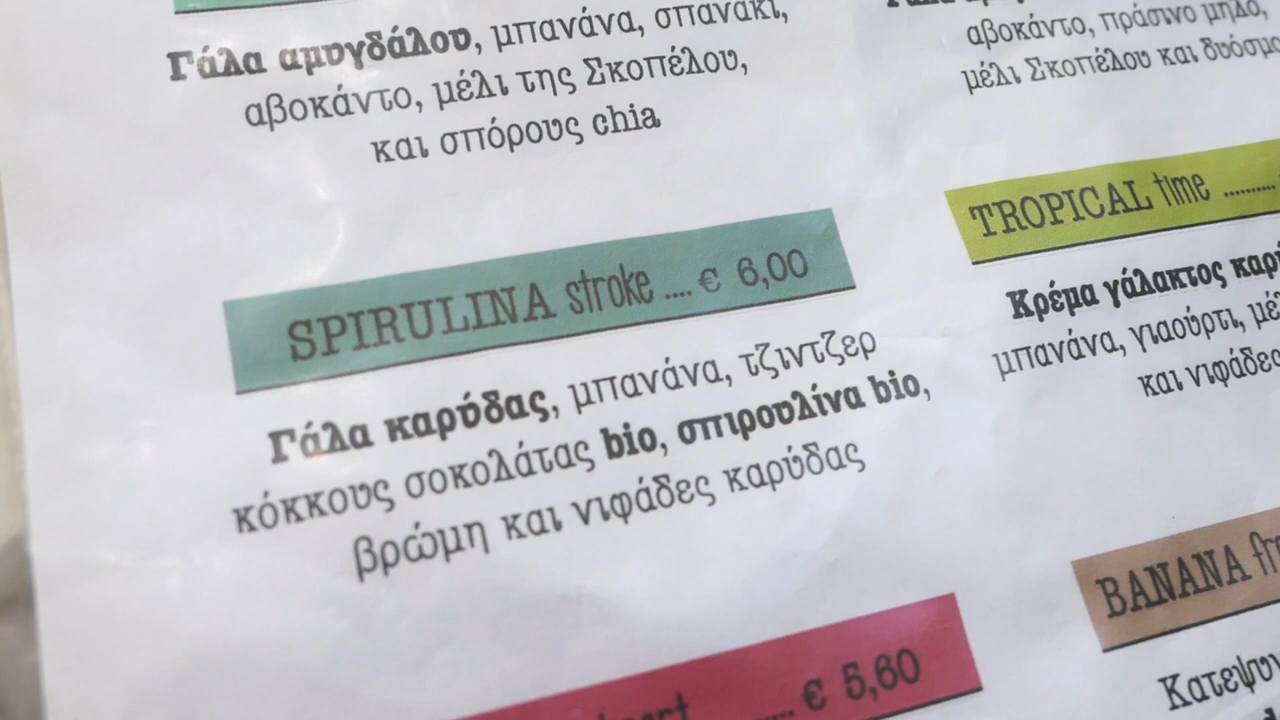 Γάλα αμυγδάλου, μπανάνα, σπανάκι,
αβοκάντο, μέλι της Σκοπέλου,
και σπόρους chia
SPIRULINA stroke .... € 6,00
Γάλα καρύδας, μπανάνα, τζιντζερ
κόκκους σοκολάτας bio, σπιρουλίνα bio,
βρώμη και νιφάδες καρύδας
€ 5,60
αβοκάντο, πράσινο μήλο,
μέλι Σκοπέλου και
TROPICAL time ..........
Κρέμα γάλακτος
μπανάνα, γιαούρτι,
και νιφάδες
BANANA